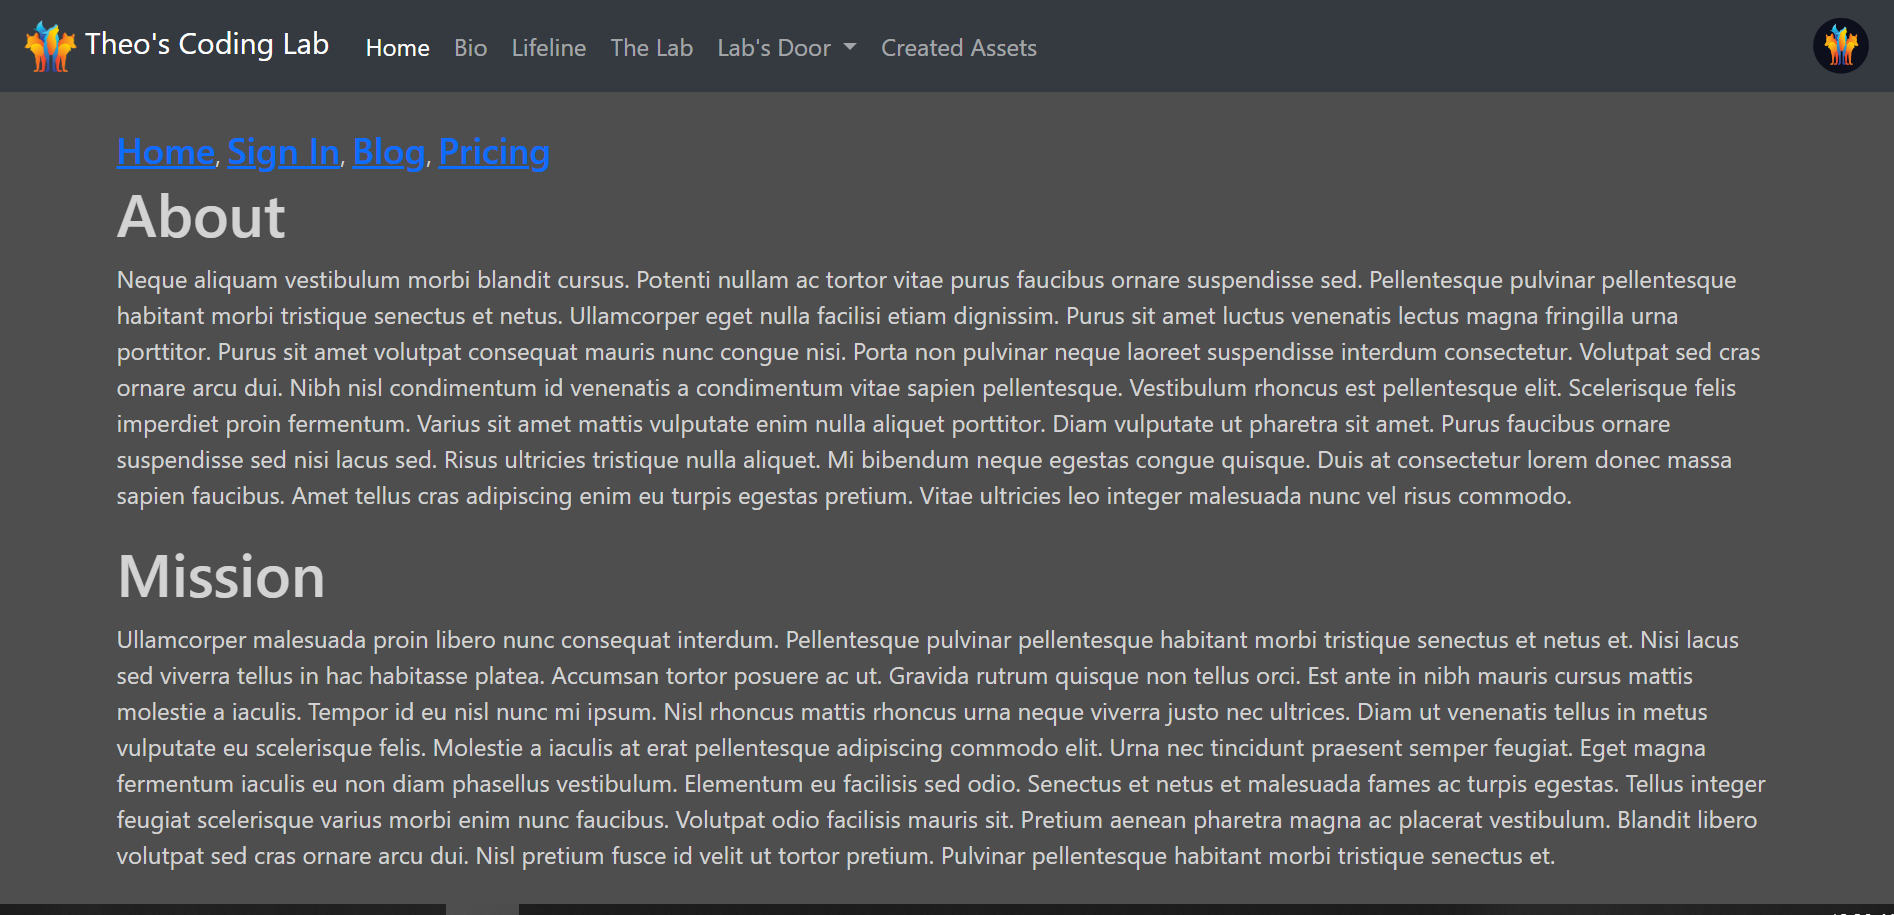 Theo's Coding Lab Home Bio Lifeline The Lab Lab's Door Created Assets
Home, Sign In, Blog, Pricing
About
Neque aliquam vestibulum morbi blandit cursus. Potenti nullam ac tortor vitae purus faucibus ornare suspendisse sed. Pellentesque pulvinar pellentesque
habitant morbi tristique senectus et netus. Ullamcorper eget nulla facilisi etiam dignissim. Purus sit amet luctus venenatis lectus magna fringilla urna
porttitor. Purus sit amet volutpat consequat mauris nunc congue nisi. Porta non pulvinar neque laoreet suspendisse interdum consectetur. Volutpat sed cras
ornare arcu dui. Nibh nisl condimentum id venenatis a condimentum vitae sapien pellentesque. Vestibulum rhoncus est pellentesque elit. Scelerisque felis
imperdiet proin fermentum. Varius sit amet mattis vulputate enim nulla aliquet porttitor. Diam vulputate ut pharetra sit amet. Purus faucibus ornare
suspendisse sed nisi lacus sed. Risus ultricies tristique nulla aliquet. Mi bibendum neque egestas congue quisque. Duis at consectetur lorem donec massa
sapien faucibus. Amet tellus cras adipiscing enim eu turpis egestas pretium. Vitae ultricies leo integer malesuada nunc vel risus commodo.
Mission
Ullamcorper malesuada proin libero nunc consequat interdum. Pellentesque pulvinar pellentesque habitant morbi tristique senectus et netus et. Nisi lacus
sed viverra tellus in hac habitasse platea. Accumsan tortor posuere ac ut. Gravida rutrum quisque non tellus orci. Est ante in nibh mauris cursus mattis
molestie a iaculis. Tempor id eu nisl nunc mi ipsum. Nisl rhoncus mattis rhoncus urna neque viverra justo nec ultrices. Diam ut venenatis tellus in metus
vulputate eu scelerisque felis. Molestie a iaculis at erat pellentesque adipiscing commodo elit. Urna nec tincidunt praesent semper feugiat. Eget magna
fermentum iaculis eu non diam phasellus vestibulum. Elementum eu facilisis sed odio. Senectus et netus et malesuada fames ac turpis egestas. Tellus integer
feugiat scelerisque varius morbi enim nunc faucibus. Volutpat odio facilisis mauris sit. Pretium aenean pharetra magna ac placerat vestibulum. Blandit libero
volutpat sed cras ornare arcu dui. Nisl pretium fusce id velit ut tortor pretium. Pulvinar pellentesque habitant morbi tristique senectus et.